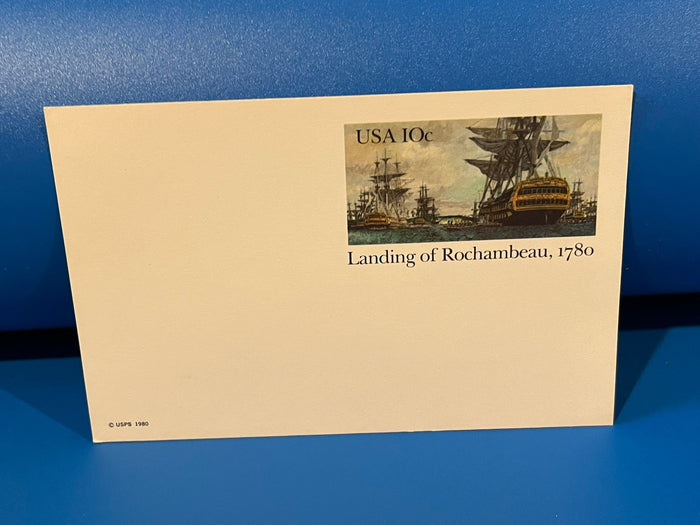 USA 10c
Landing of Rochambeau, 1780
© USPS 1980